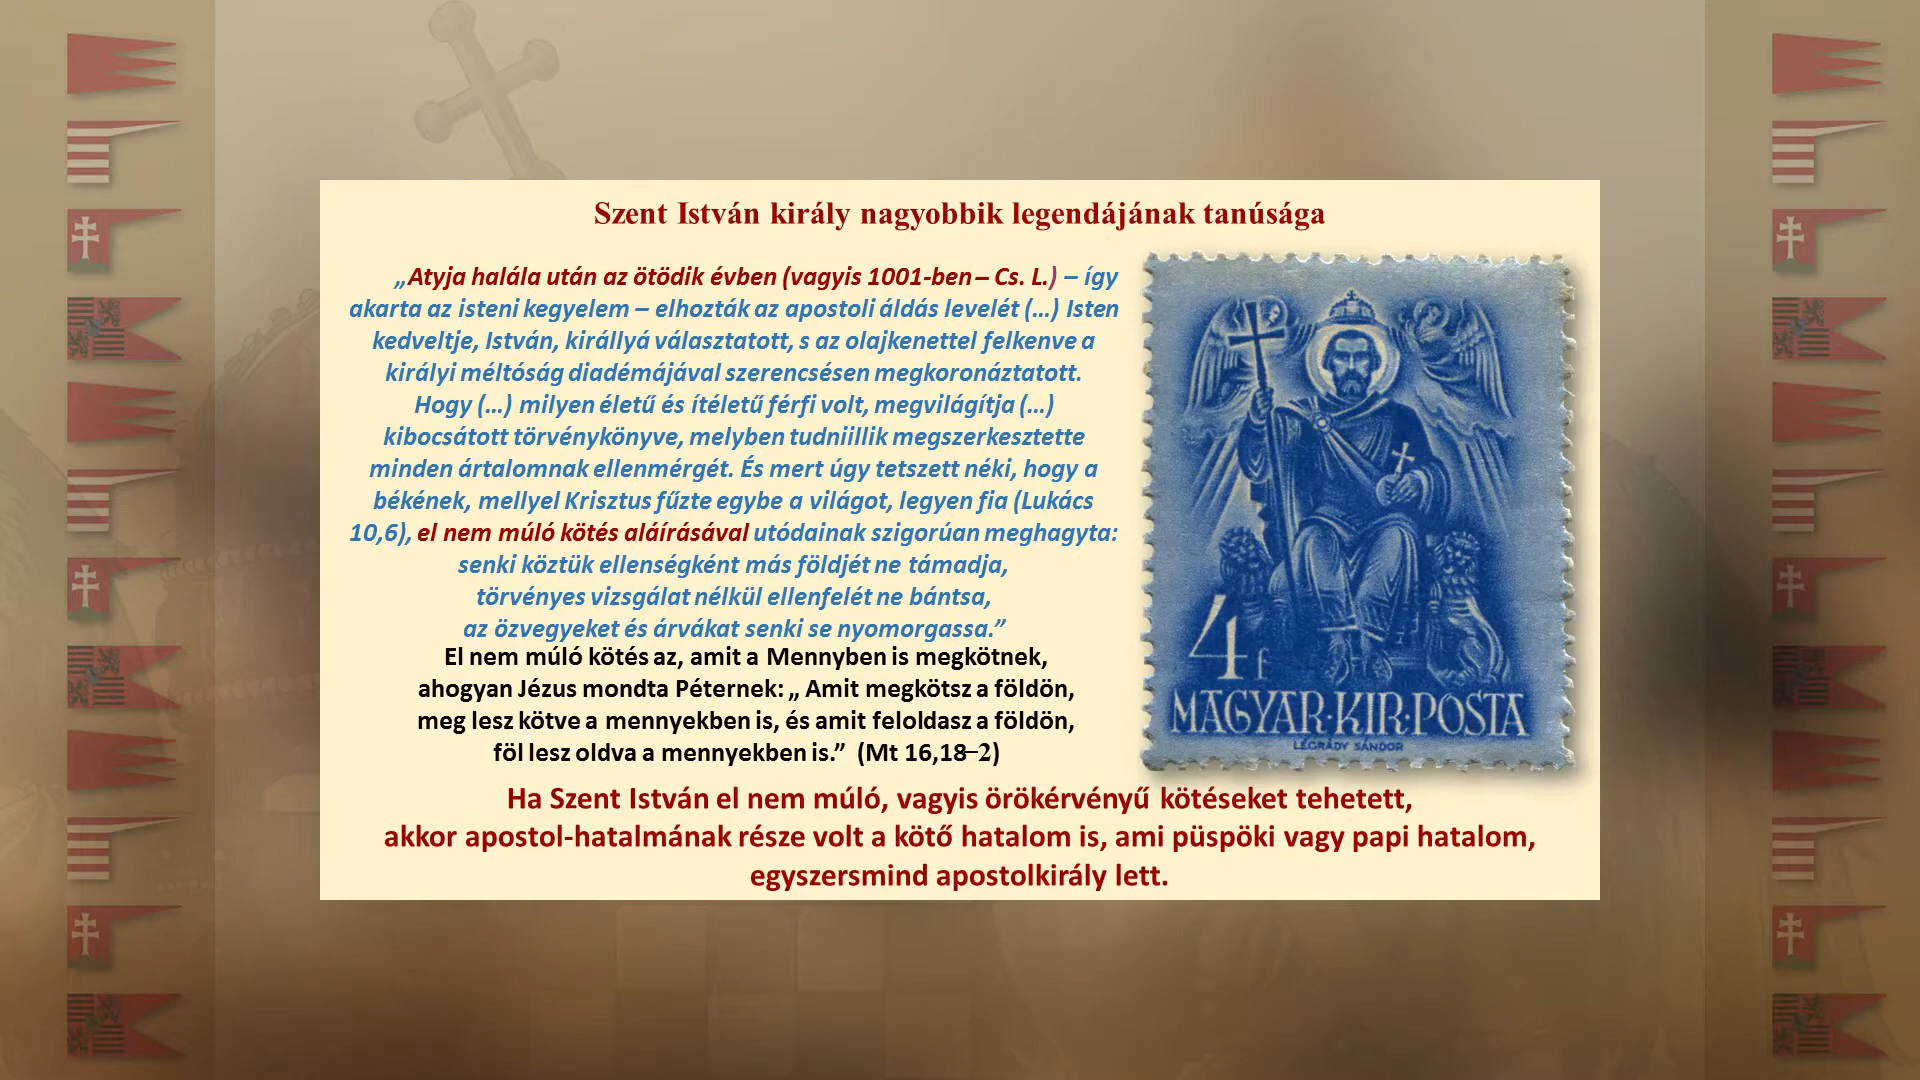 Szent István király nagyobbik legendájának tanúsága
„Atyja halála után az ötödik évben (vagyis 1001-ben – Cs. L.) – így
akarta az isteni kegyelem – elhozták az apostoli áldás levelét (…) Isten
kedveltje, István, királlyá választatott, s az olajkenettel felkenve a
királyi méltóság diadémájával szerencsésen megkoronáztatott.
Hogy (…) milyen életű és ítéletű férfi volt, megvilágítja (…)
kibocsátott törvénykönyve, melyben tudniillik megszerkesztette
minden ártalomnak ellenmérgét. És mert úgy tetszett néki, hogy a
békének, mellyel Krisztus fűzte egybe a világot, legyen fia (Lukács
10,6), el nem múló kötés aláírásával utódainak szigorúan meghagyta:
senki köztük ellenségként más földjét ne támadja,
törvényes vizsgálat nélkül ellenfelét ne bántsa,
az özvegyeket és árvákat senki se nyomorgassa.”
El nem múló kötés az, amit a Mennyben is megkötnek,
ahogyan Jézus mondta Péternek: „ Amit megkötsz a földön,
meg lesz kötve a mennyekben is, és amit feloldasz a földön,
föl lesz oldva a mennyekben is.” (Mt 16,18–2)
4 f
MAGYAR·KIR·POSTA
LÉGRÁDY SÁNDOR
Ha Szent István el nem múló, vagyis örökérvényű kötéseket tehetett,
akkor apostol-hatalmának része volt a kötő hatalom is, ami püspöki vagy papi hatalom,
egyszersmind apostolkirály lett.